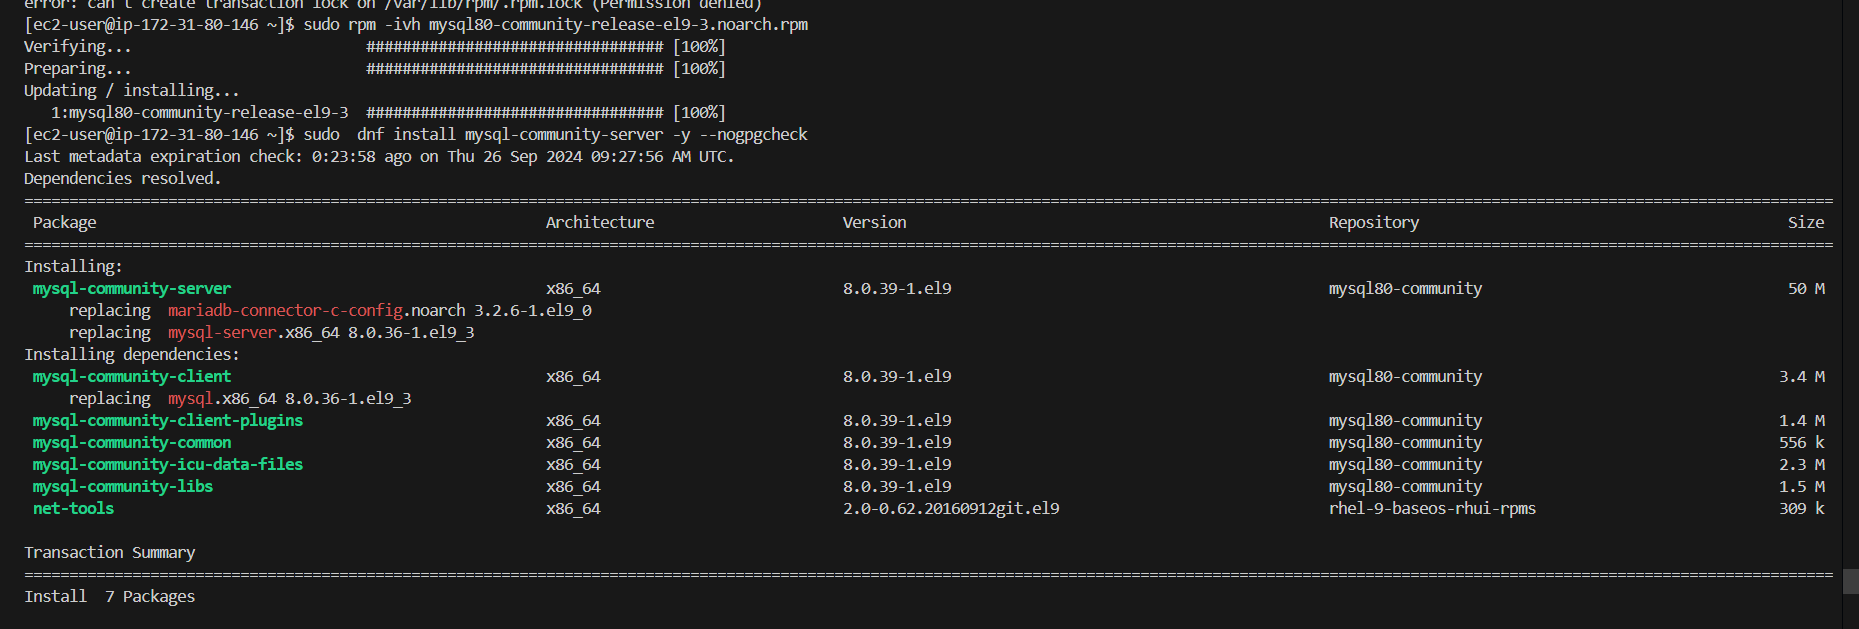 error: can't create transaction lock on /var/lib/rpm/.rpm.lock (Permission denied)
[ec2-user@ip-172-31-80-146 ~]$ sudo rpm -ivh mysql80-community-release-el9-3.noarch.rpm
Verifying... ################################# [100%]
Preparing... ################################# [100%]
Updating / installing...
1:mysql80-community-release-el9-3 ################################# [100%]
[ec2-user@ip-172-31-80-146 ~]$ sudo  dnf install mysql-community-server -y --nogpgcheck
Last metadata expiration check: 0:23:58 ago on Thu 26 Sep 2024 09:27:56 AM UTC.
Dependencies resolved.
Package Architecture Version Repository Size
Installing:
mysql-community-server x86_64 8.0.39-1.el9 mysql80-community 50 M
replacing  mariadb-connector-c-config.noarch 3.2.6-1.el9_0
replacing  mysql-server.x86_64 8.0.36-1.el9_3
Installing dependencies:
mysql-community-client x86_64 8.0.39-1.el9 mysql80-community 3.4 M
replacing  mysql.x86_64 8.0.36-1.el9_3
mysql-community-client-plugins x86_64 8.0.39-1.el9 mysql80-community 1.4 M
mysql-community-common x86_64 8.0.39-1.el9 mysql80-community 556 k
mysql-community-icu-data-files x86_64 8.0.39-1.el9 mysql80-community 2.3 M
mysql-community-libs x86_64 8.0.39-1.el9 mysql80-community 1.5 M
net-tools x86_64 2.0-0.62.20160912git.el9 rhel-9-baseos-rhui-rpms 309 k
Transaction Summary
Install  7 Packages